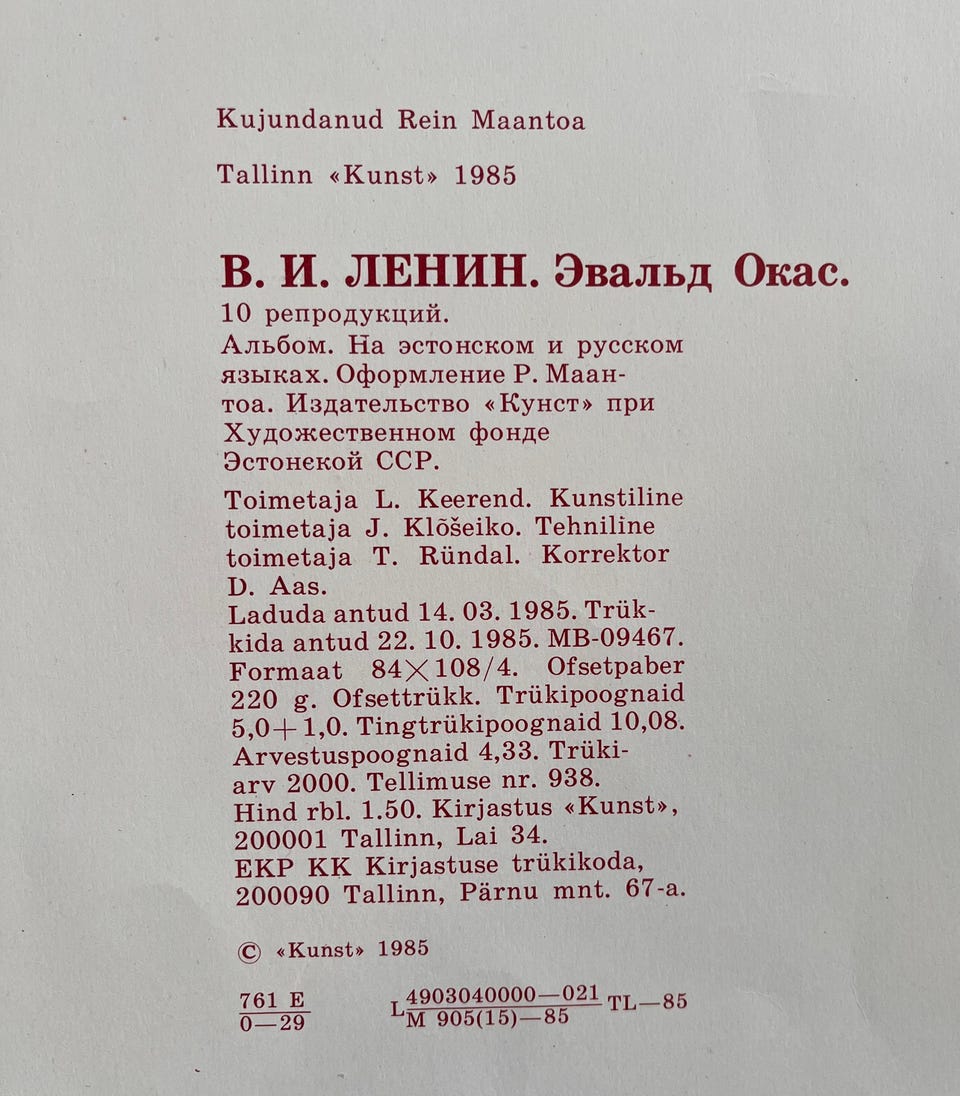 Kujundanud Rein Maantoa
Tallinn «Kunst» 1985
В. И. ЛЕНИН. Эвальд Окас.
10 репродукций.
Альбом. На эстонском и русском
языках. Оформление Р. Маан-
тоа. Издательство «Кунст» при
Художественном фонде
Эстонской ССР.
Toimetaja L. Keerend. Kunstiline
toimetaja J. Klõšeiko. Tehniline
toimetaja T. Ründal. Korrektor
D. Aas.
Laduda antud 14. 03. 1985. Trük-
kida antud 22. 10. 1985. MB-09467.
Formaat 84×108/4. Ofsetpaber
220 g. Ofsettrükk. Trükipoognaid
5,0+1,0. Tingtrükipoognaid 10,08.
Arvestuspoognaid 4,33. Trüki-
arv 2000. Tellimuse nr. 938.
Hind rbl. 1.50. Kirjastus «Kunst»,
200001 Tallinn, Lai 34.
EKP KK Kirjastuse trükikoda,
200090 Tallinn, Pärnu mnt. 67-a.
© «Kunst» 1985
761 E
0—29
L 4903040000—021
M 905(15)—85
TL—85